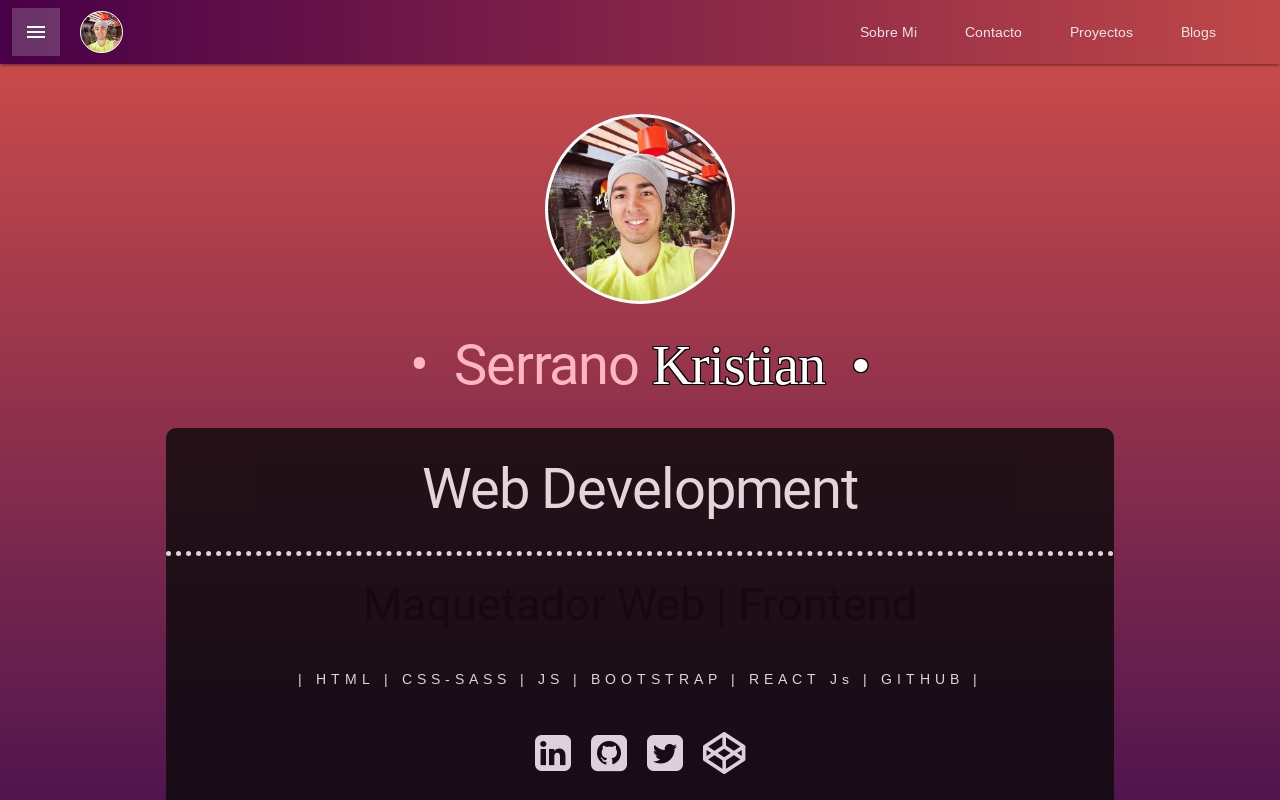 Sobre Mi Contacto Proyectos Blogs
• Serrano Kristian •
Web Development
Maquetador Web | Frontend
| HTML | CSS-SASS | JS | BOOTSTRAP | REACT Js | GITHUB |